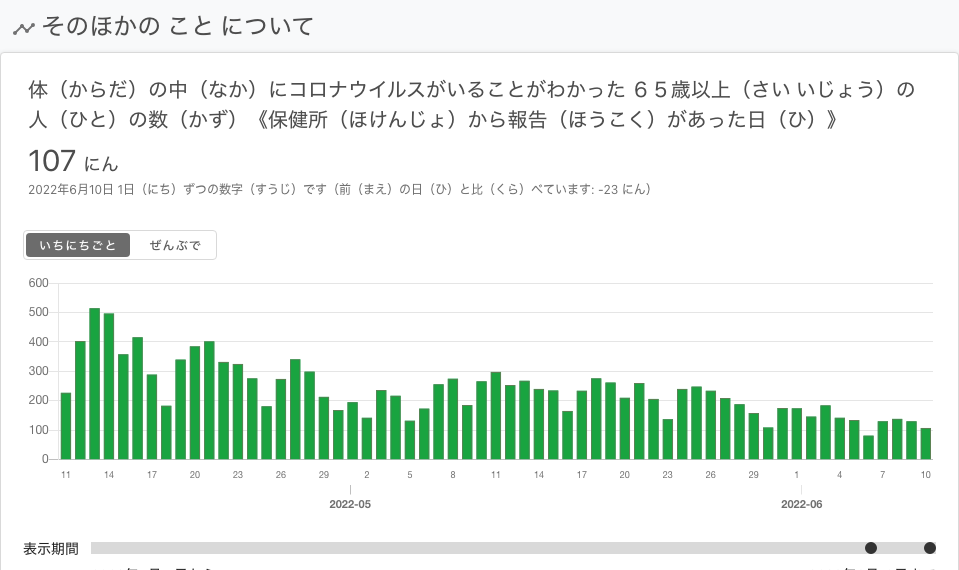 そのほかの こと について
体（からだ）の中（なか）にコロナウイルスがいることがわかった ６５歳以上（さい いじょう）の
人（ひと）の数（かず）《保健所（ほけんじょ）から報告（ほうこく）があった日（ひ）》
107 にん
2022年6月10日 1日（にち）ずつの数字（すうじ）です（前（まえ）の日（ひ）と比（くら）べています: -23 にん）
いちにちごと ぜんぶで
600
500
400
300
200
100
0
11 14 17 20 23 26 29 2 5 8 11 14 17 20 23 26 29 1 4 7 10
2022-05 2022-06
表示期間